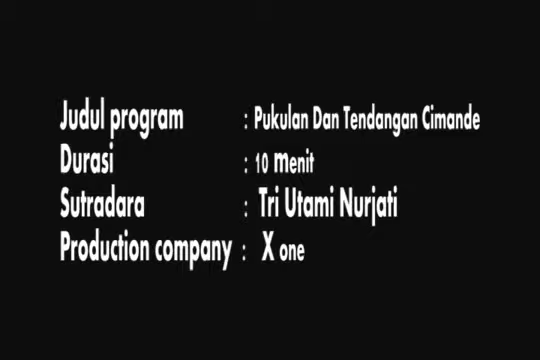 Judul program : Pukulan Dan Tendangan Cimande
Durasi : 10 menit
Sutradara : Tri Utami Nurjati
Production company : X one